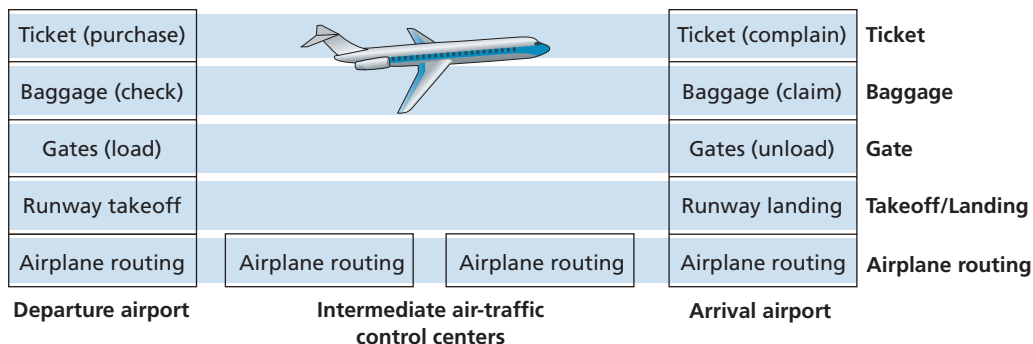 Ticket (purchase)
Ticket (complain)
Ticket
Baggage (check)
Baggage (claim)
Baggage
Gates (load)
Gates (unload)
Gate
Runway takeoff
Runway landing
Takeoff/Landing
Airplane routing
Airplane routing
Airplane routing
Airplane routing
Airplane routing
Departure airport
Intermediate air-traffic
control centers
Arrival airport